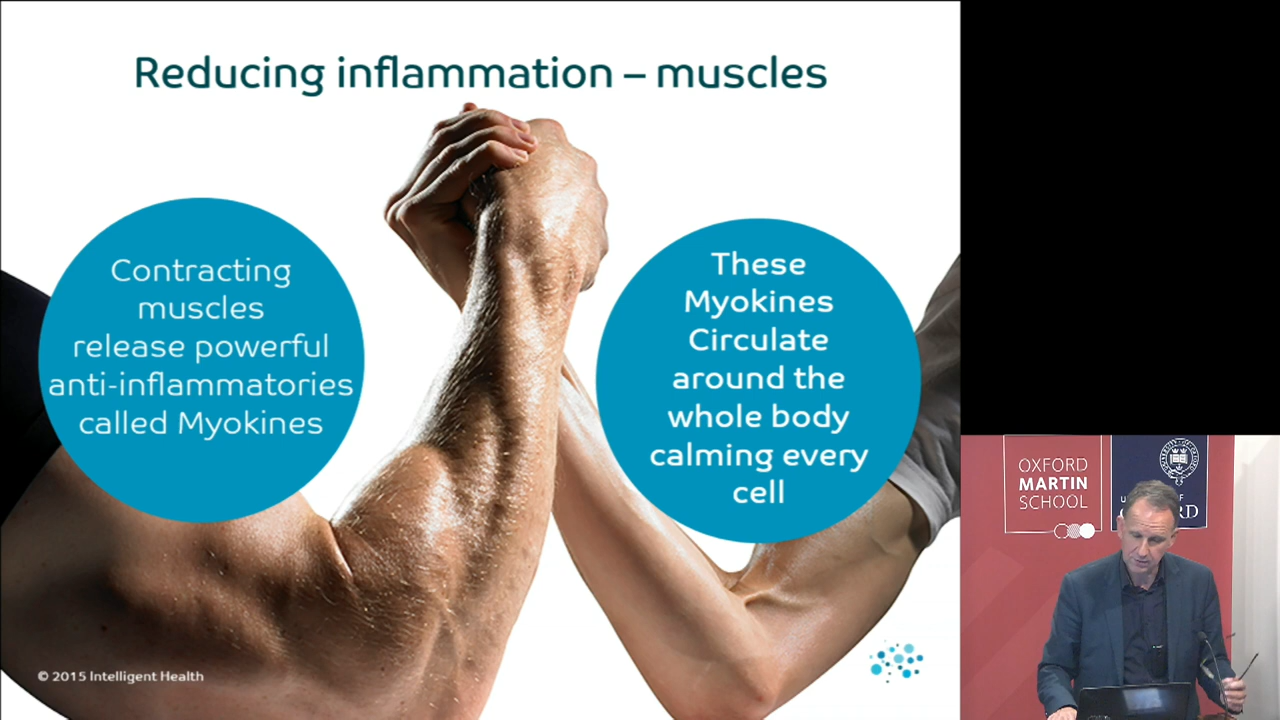 Reducing inflammation – muscles
Contracting
muscles
release powerful
anti-inflammatories
called Myokines
These
Myokines
Circulate
around the
whole body
calming every
cell
© 2015 Intelligent Health
OXFORD
MARTIN
SCHOOL